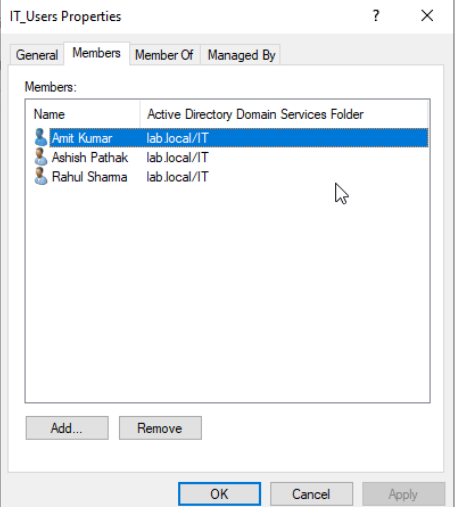 IT_Users Properties ? ×
General Members Member Of Managed By
Members:
Name Active Directory Domain Services Folder
Amit Kumar lab.local/IT
Ashish Pathak lab.local/IT
Rahul Sharma lab.local/IT
Add... Remove
OK Cancel Apply